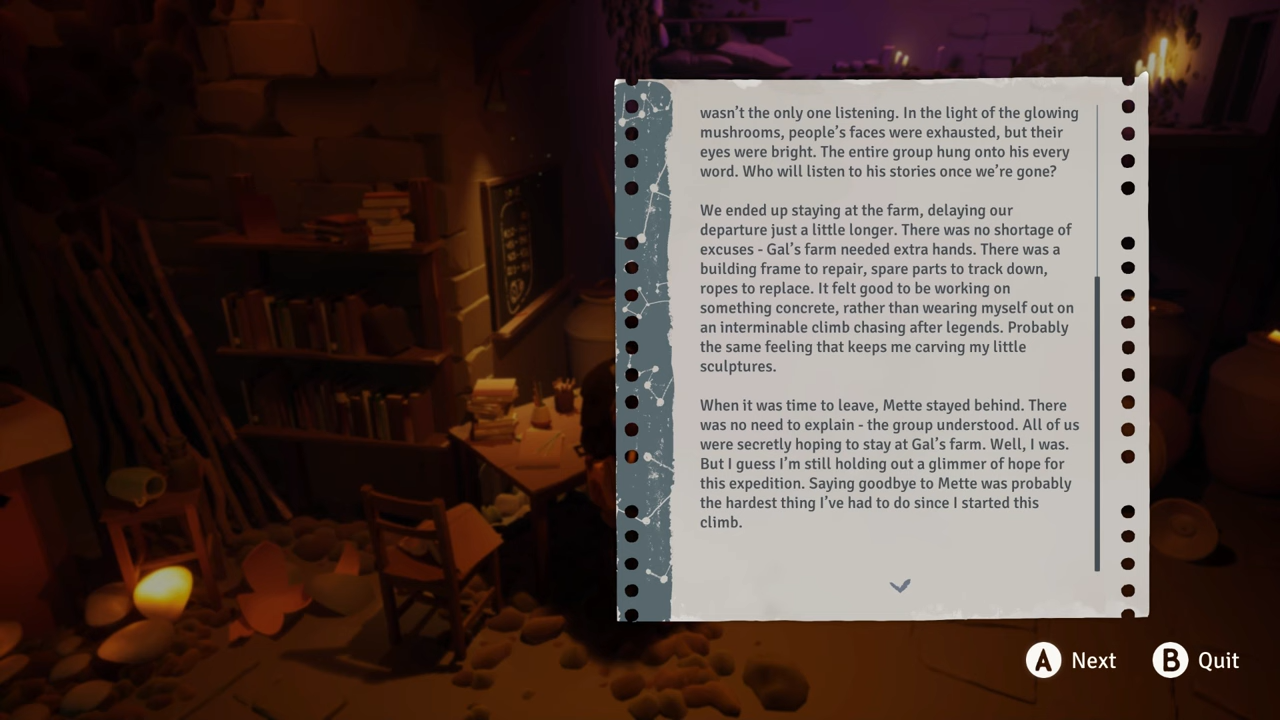 wasn't the only one listening. In the light of the glowing
mushrooms, people's faces were exhausted, but their
eyes were bright. The entire group hung onto his every
word. Who will listen to his stories once we're gone?
We ended up staying at the farm, delaying our
departure just a little longer. There was no shortage of
excuses - Gal's farm needed extra hands. There was a
building frame to repair, spare parts to track down,
ropes to replace. It felt good to be working on
something concrete, rather than wearing myself out on
an interminable climb chasing after legends. Probably
the same feeling that keeps me carving my little
sculptures.
When it was time to leave, Mette stayed behind. There
was no need to explain - the group understood. All of us
were secretly hoping to stay at Gal's farm. Well, I was.
But I guess I'm still holding out a glimmer of hope for
this expedition. Saying goodbye to Mette was probably
the hardest thing I've had to do since I started this
climb.
A Next B Quit